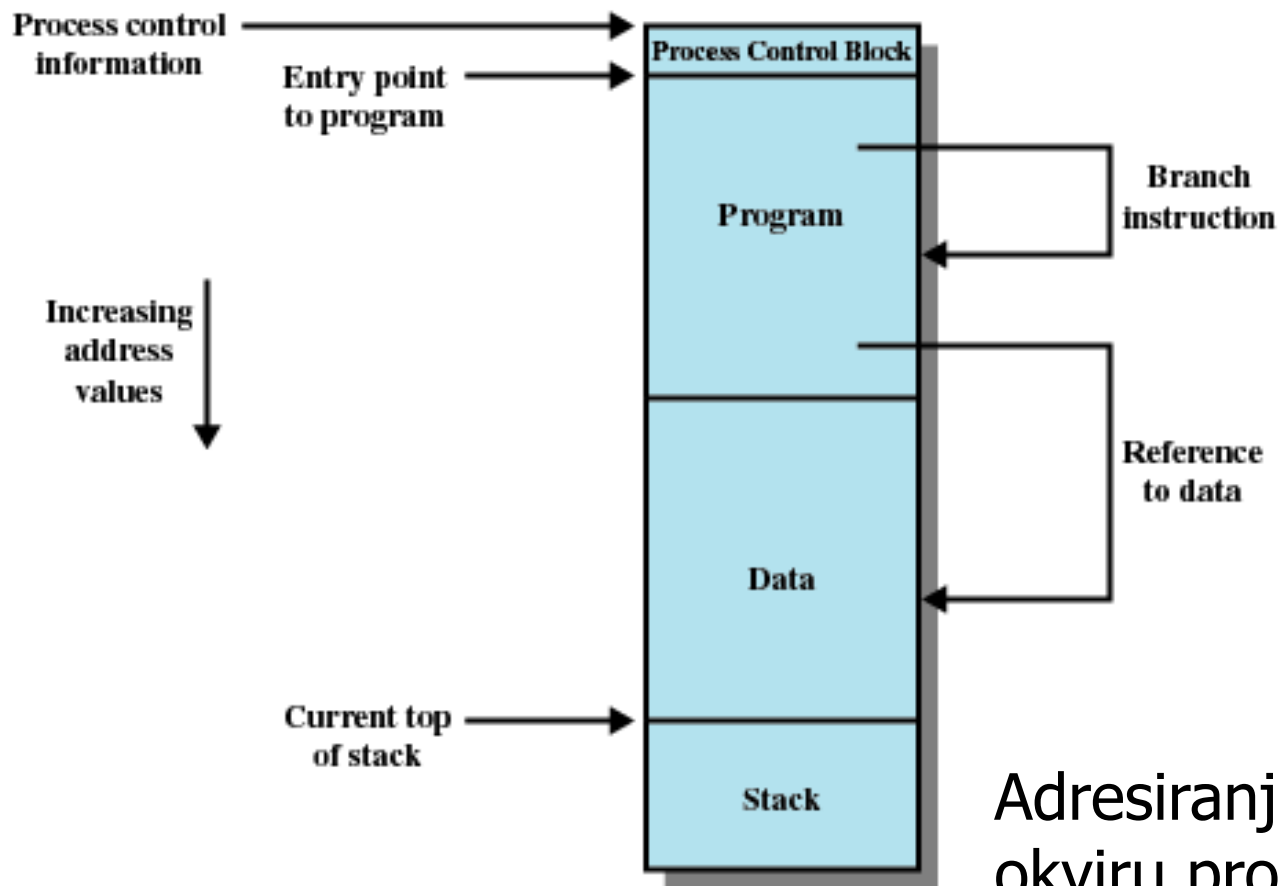 Process control
information
Process Control Block
Entry point
to program
Branch
instruction
Program
Increasing
address
values
Reference
to data
Data
Current top
of stack
Stack
okviru